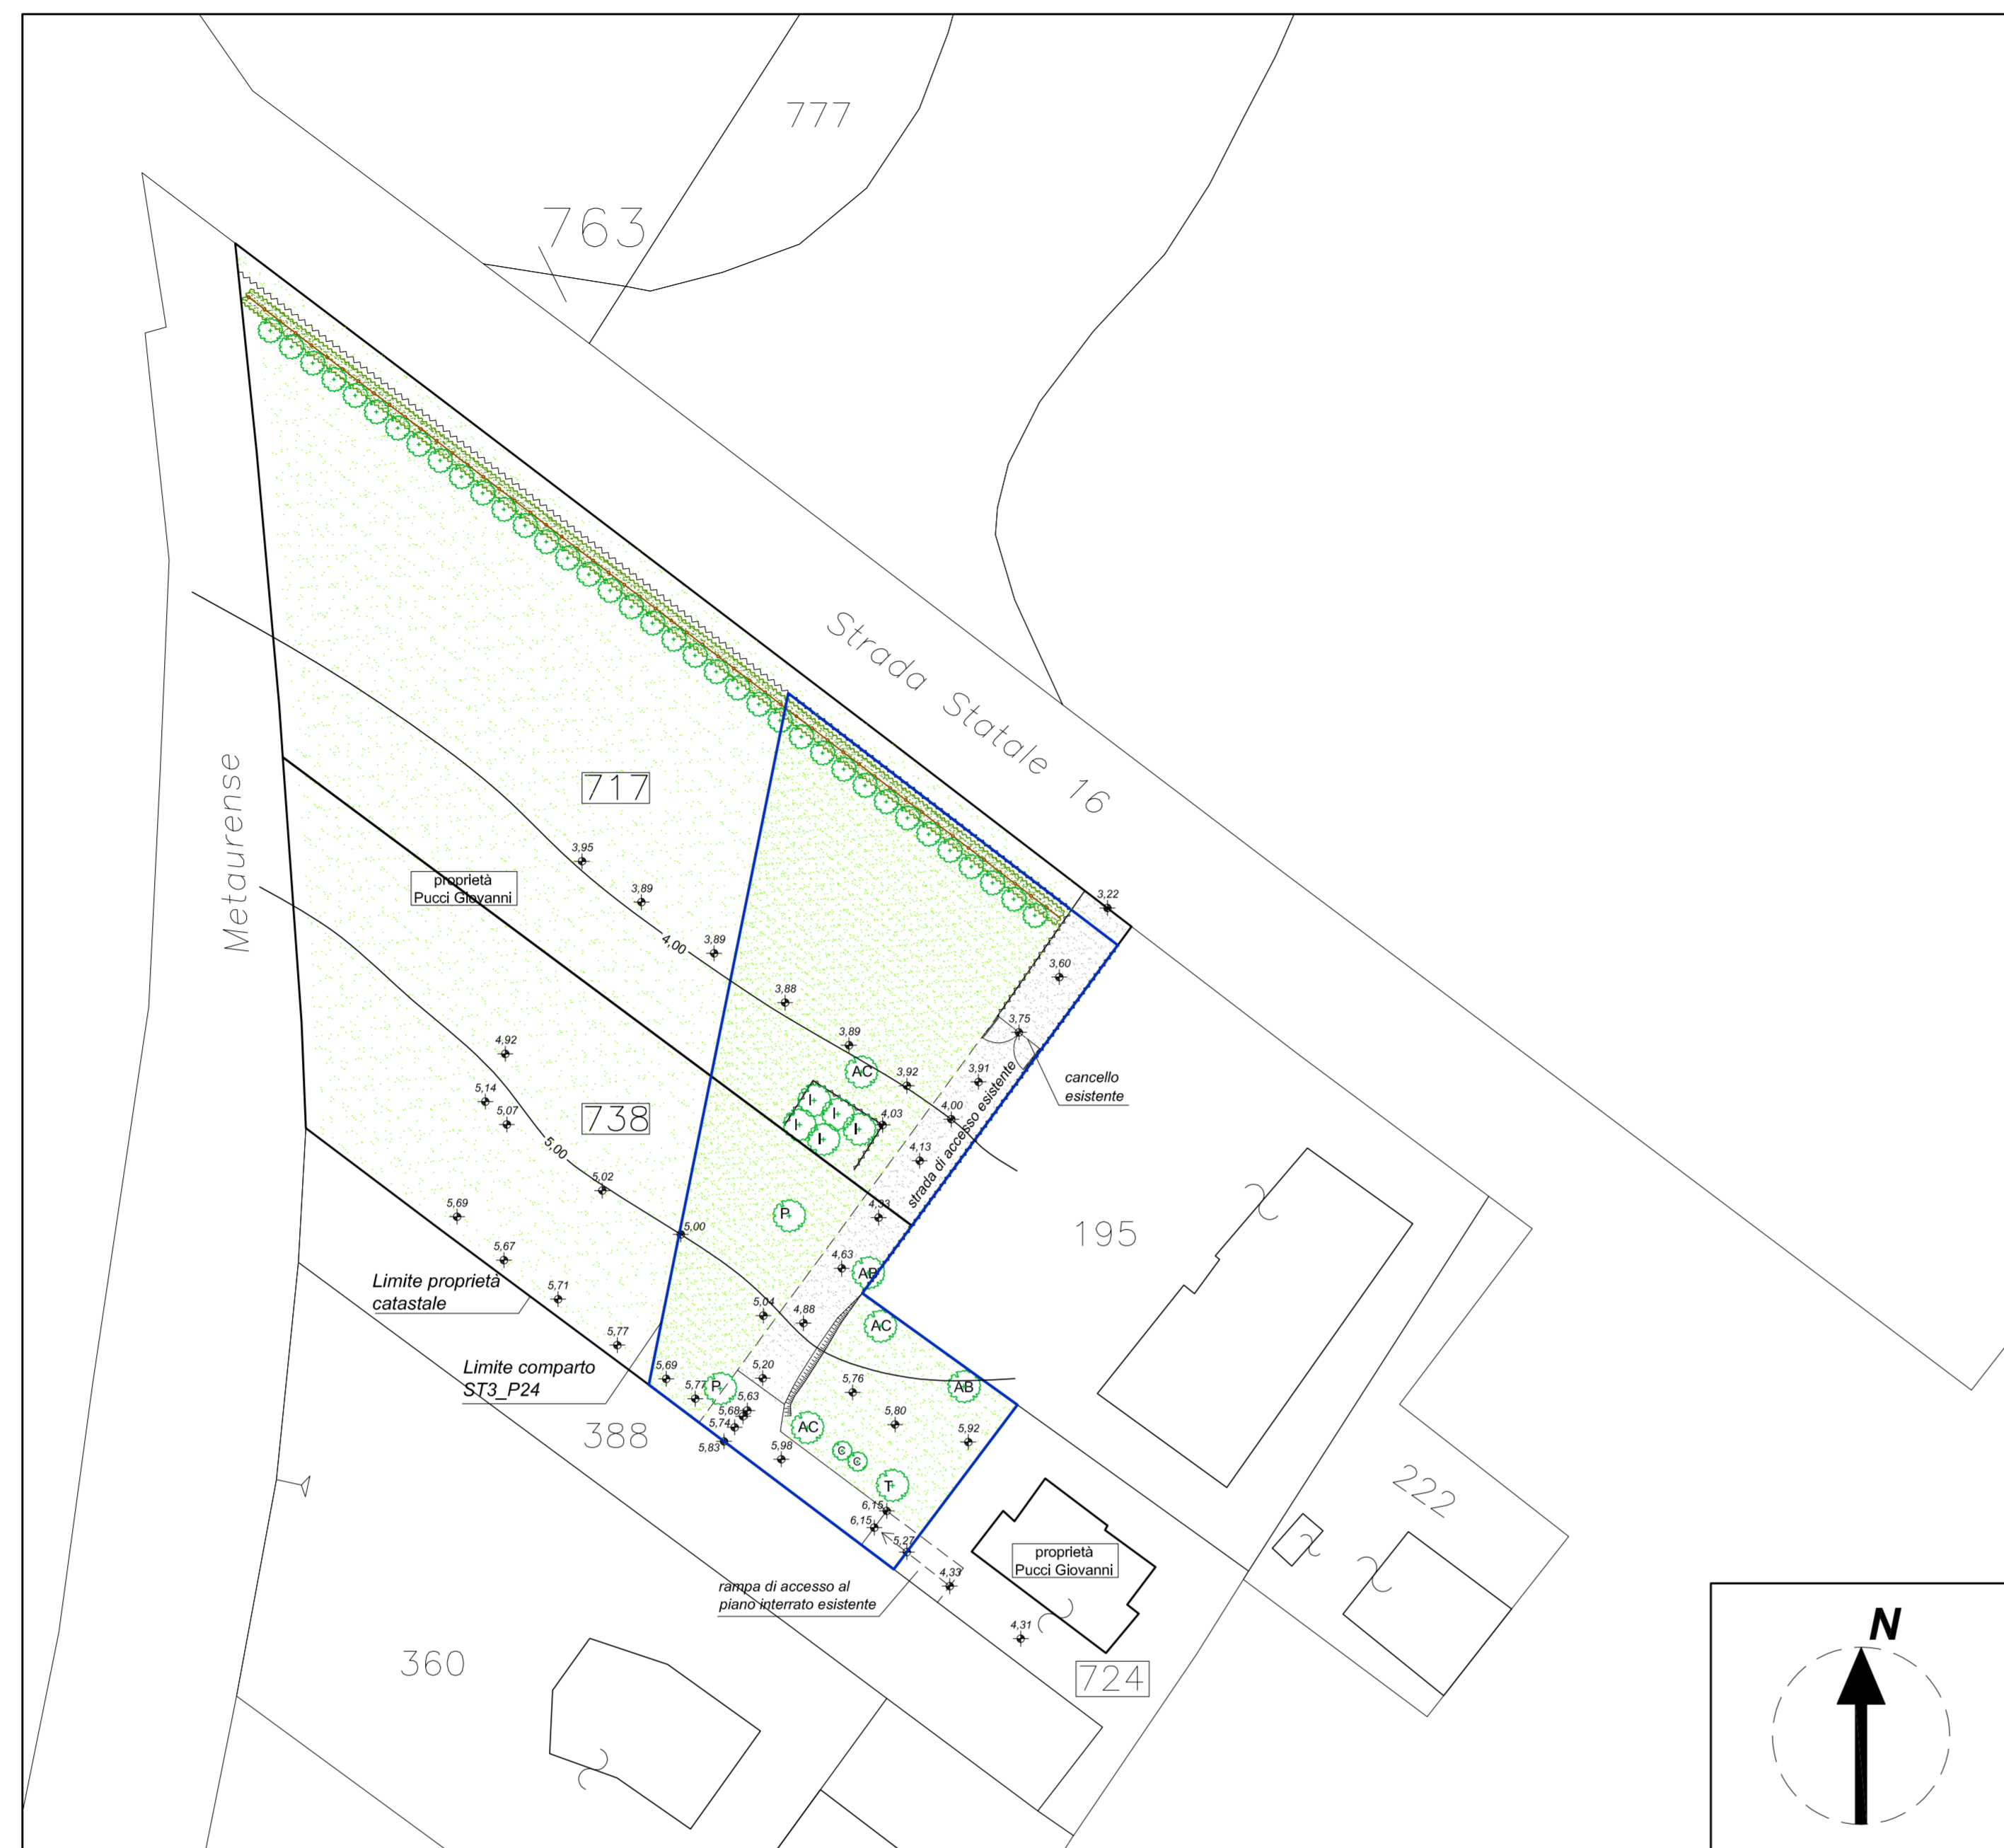 777
763
Strada Statale 16
Metaurense
717
3,95
proprietà
Pucci Giovanni
3,89
3,22
4,00
3,89
3,60
3,88
3,75
3,89
4,92
AC
3,92
3,91
cancello
esistente
5,14
I
I
4,03
4,00
738
5,07
I
I
I
5,00
4,13
strada di accesso esistente
5,02
5,69
P
4,33
5,00
195
5,67
4,63
AB
Limite proprietà
catastale
5,71
5,04
4,88
AC
5,77
Limite comparto
ST3_P24
5,69
5,20
5,77
P
5,76
AB
5,63
5,68
5,80
5,74
AC
5,92
388
5,83
5,98
C
C
T
222
6,15
6,15
5,27
proprietà
Pucci Giovanni
4,33
rampa di accesso al
piano interrato esistente
4,31
360
724
N